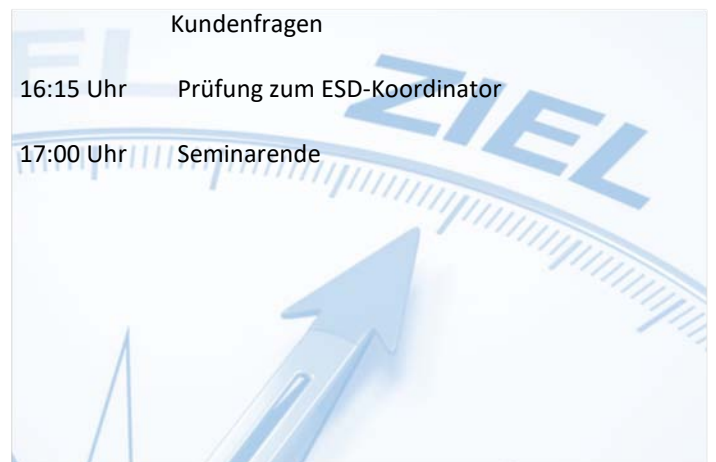 Kundenfragen
16:15 Uhr Prüfung zum ESD-Koordinator
ZIEL
17:00 Uhr Seminarende